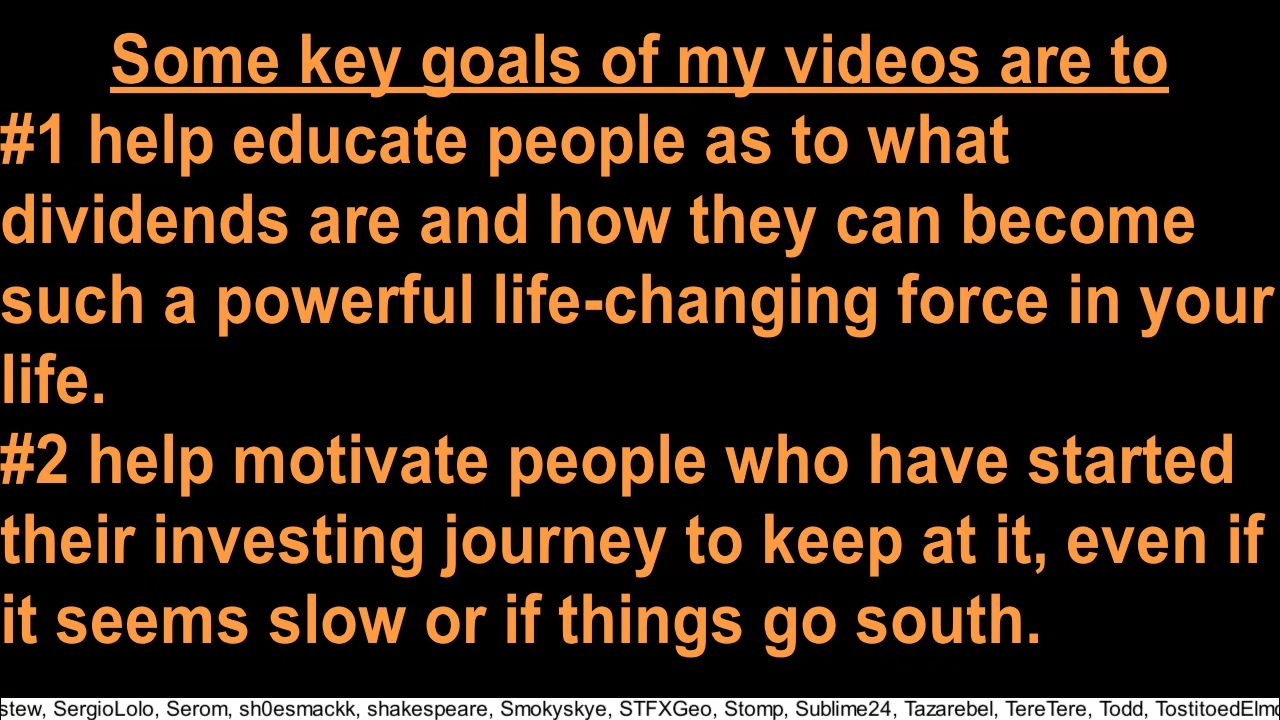 Some key goals of my videos are to
#1 help educate people as to what
dividends are and how they can become
such a powerful life-changing force in your
life.
#2 help motivate people who have started
their investing journey to keep at it, even if
it seems slow or if things go south.
stew, SergioLolo, Serom, sh0esmackk, shakespeare, Smokyskye, STFXGeo, Stomp, Sublime24, Tazarebel, TereTere, Todd, TostitoedElmo